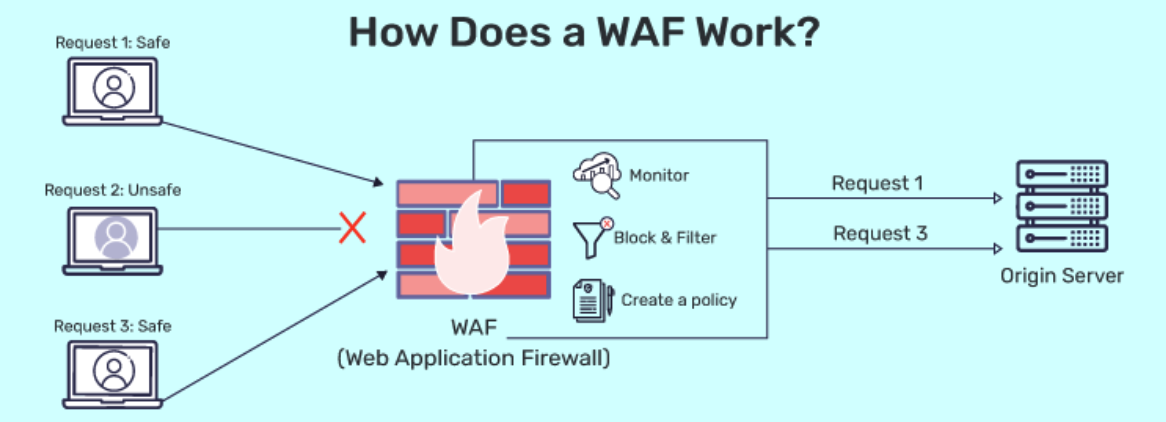 How Does a WAF Work?
Request 1: Safe
Request 2: Unsafe
Request 3: Safe
WAF
(Web Application Firewall)
Monitor
Block & Filter
Create a policy
Request 1
Request 3
Origin Server